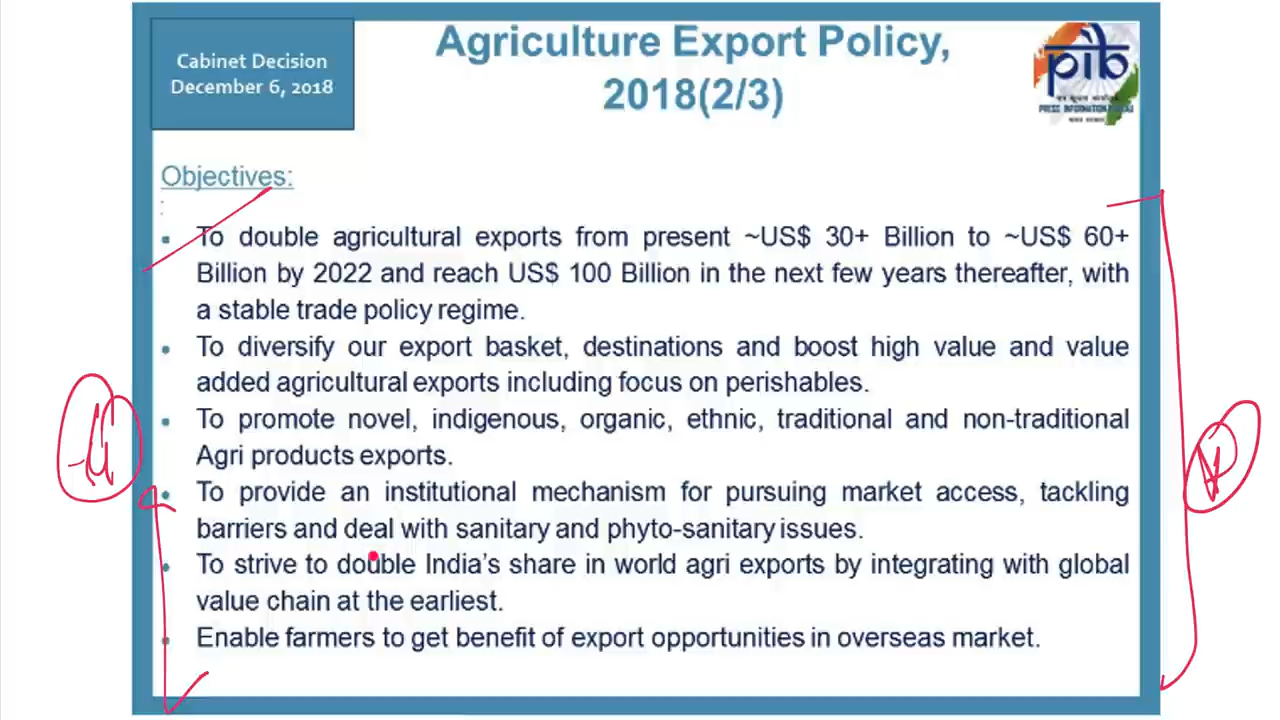 Cabinet Decision
December 6, 2018
Agriculture Export Policy,
2018(2/3)
पीआईबी
PRESS INFORMATION
Objectives:
:
▪ To double agricultural exports from present ~US$ 30+ Billion to ~US$ 60+
Billion by 2022 and reach US$ 100 Billion in the next few years thereafter, with
a stable trade policy regime.
• To diversify our export basket, destinations and boost high value and value
added agricultural exports including focus on perishables.
• To promote novel, indigenous, organic, ethnic, traditional and non-traditional
Agri products exports.
• To provide an institutional mechanism for pursuing market access, tackling
barriers and deal with sanitary and phyto-sanitary issues.
• To strive to double India's share in world agri exports by integrating with global
value chain at the earliest.
• Enable farmers to get benefit of export opportunities in overseas market.